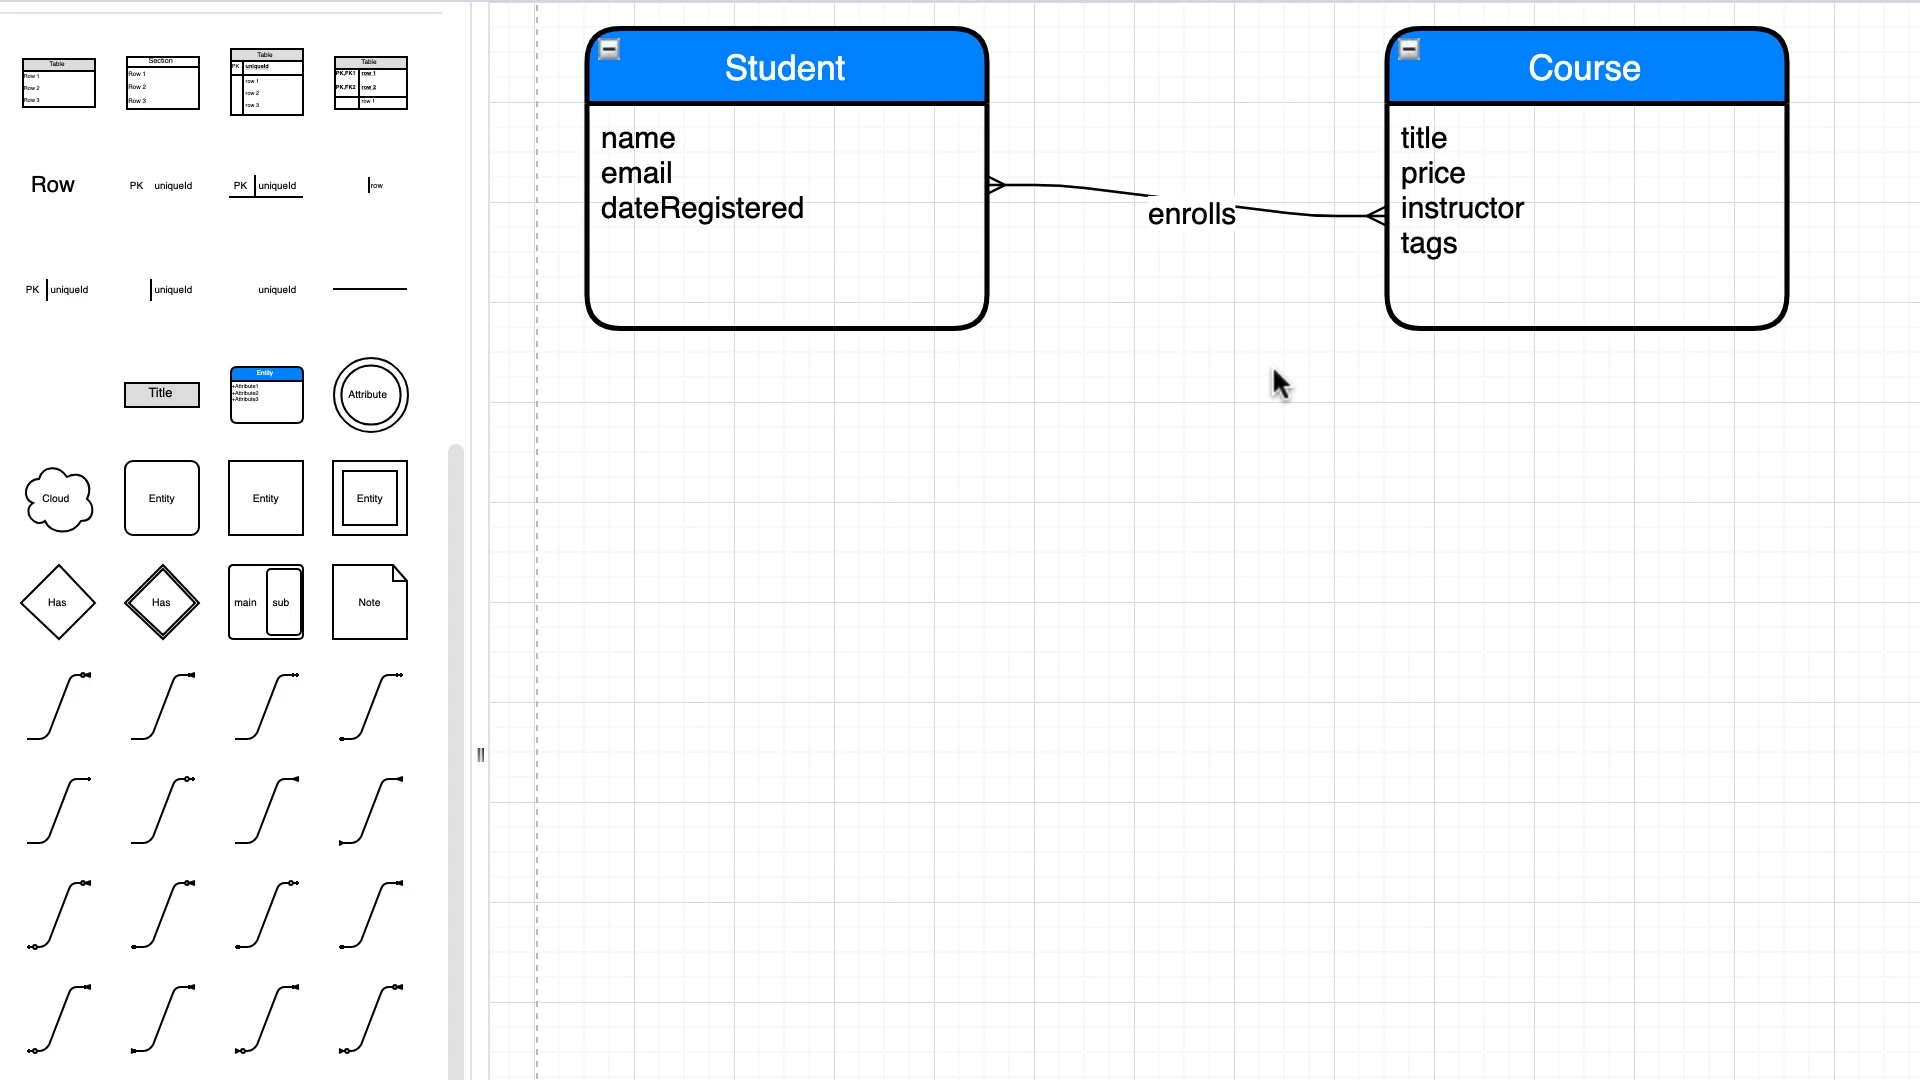 Table
Row 1
Row 2
Row 3
Section
Row 1
Row 2
Row 3
Table
PK uniqueId
row 1
row 2
row 3
Table
PK,FK1 row 1
PK,FK2 row 2
row 1
Row
PK uniqueId
PK uniqueId
row
PK uniqueId
uniqueId
uniqueId
Title
Entity
+Attribute1
+Attribute2
+Attribute3
Attribute
Cloud
Entity
Entity
Entity
Has
Has
main sub
Note
Student
name
email
dateRegistered
enrolls
Course
title
price
instructor
tags